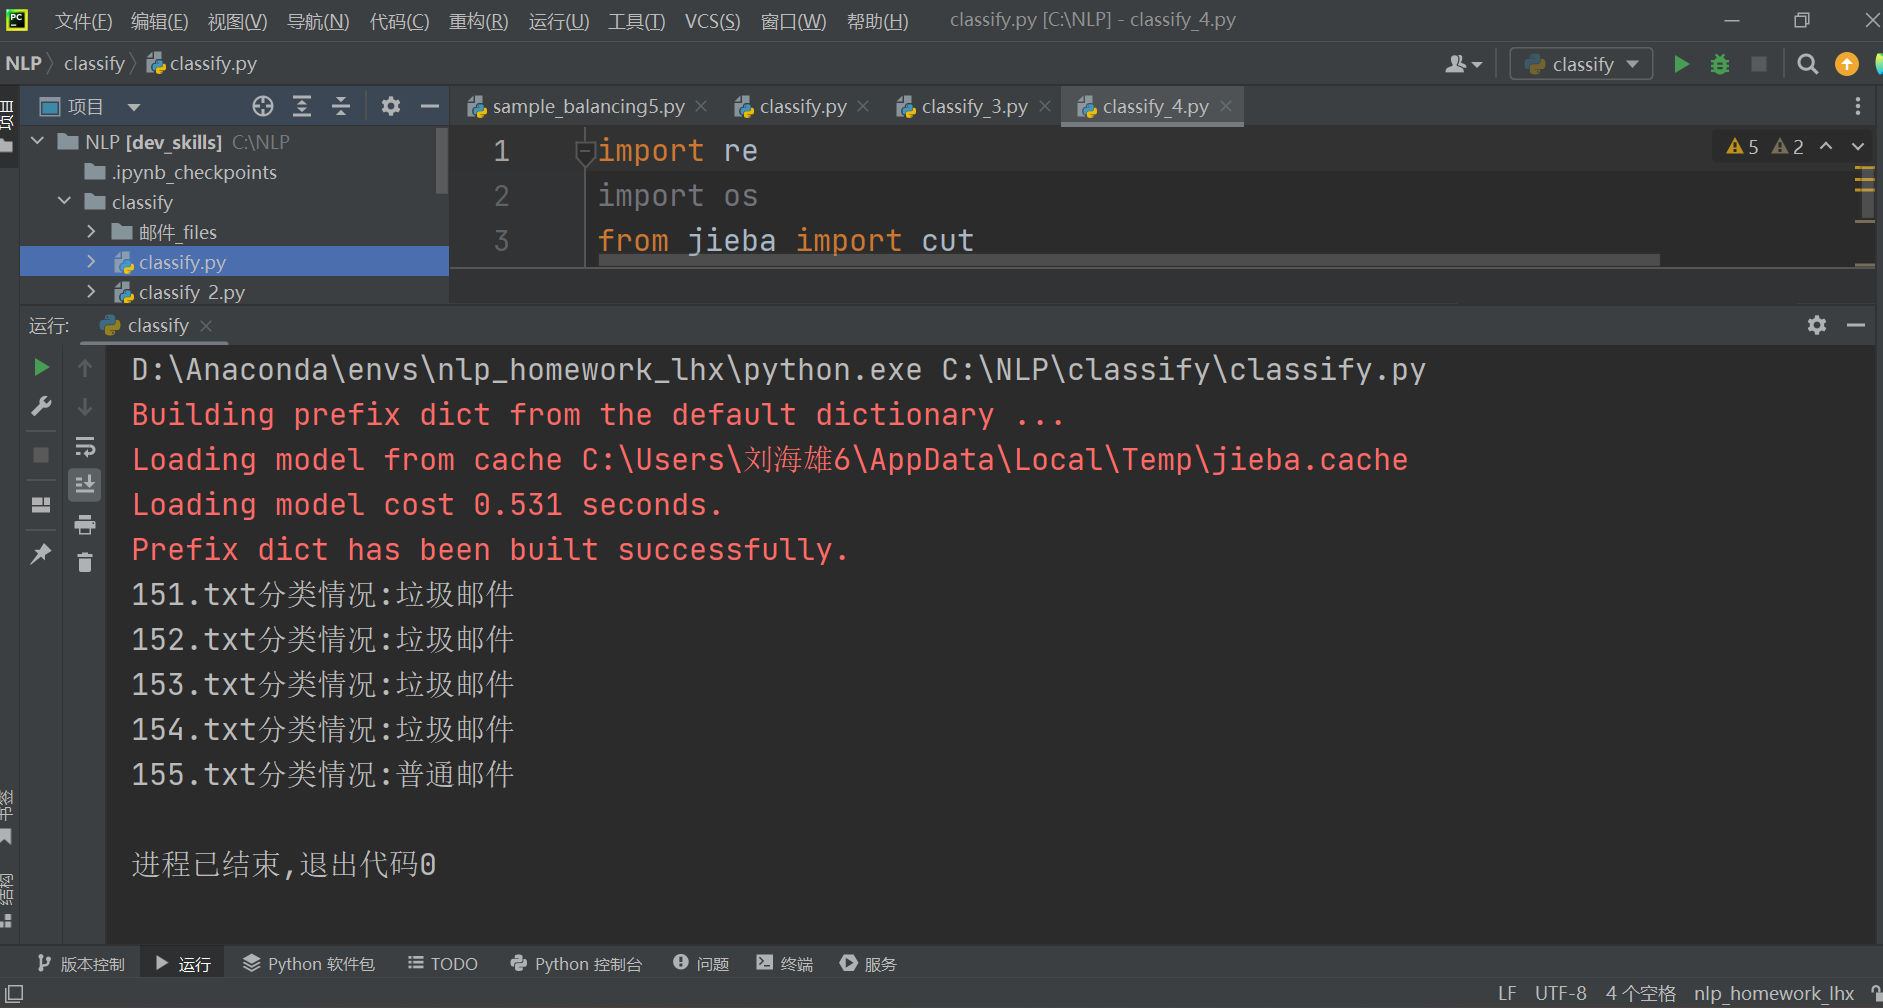 PC 文件(F) 编辑(E) 视图(V) 导航(N) 代码(C) 重构(R) 运行(U) 工具(T) VCS(S) 窗口(W) 帮助(H) classify.py [C:\NLP] - classify_4.py
NLP classify classify.py classify
项目
项目 sample_balancing5.py classify.py classify_3.py classify_4.py
NLP [dev_skills] C:\NLP
.ipynb_checkpoints
classify
邮件_files
classify.py
classify 2.py
1 import re
2 import os
3 from jieba import cut
5 2
运行: classify
D:\Anaconda\envs\nlp_homework_lhx\python.exe C:\NLP\classify\classify.py
Building prefix dict from the default dictionary ...
Loading model from cache C:\Users\刘海雄6\AppData\Local\Temp\jieba.cache
Loading model cost 0.531 seconds.
Prefix dict has been built successfully.
151.txt分类情况:垃圾邮件
152.txt分类情况:垃圾邮件
153.txt分类情况:垃圾邮件
154.txt分类情况:垃圾邮件
155.txt分类情况:普通邮件
进程已结束,退出代码0
书签
结构
版本控制 运行 Python 软件包 TODO Python 控制台 问题 终端 服务
LF UTF-8 4 个空格 nlp_homework_lhx